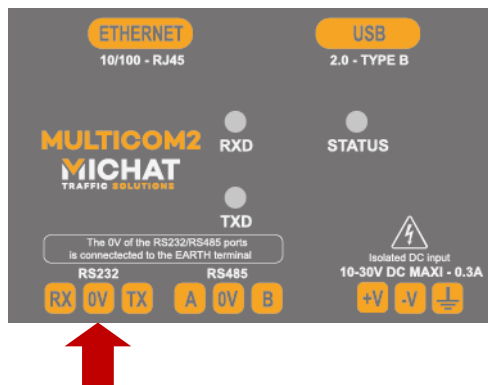 ETHERNET USB
10/100 - RJ45 2.0 - TYPE B
MULTICOM2 RXD STATUS
MICHAT
TRAFFIC SOLUTIONS
TXD
The 0V of the RS232/RS485 ports
is connectected to the EARTH terminal
Isolated DC input
RS232 RS485 10-30V DC MAXI - 0.3A
RX 0V TX A 0V B +V -V